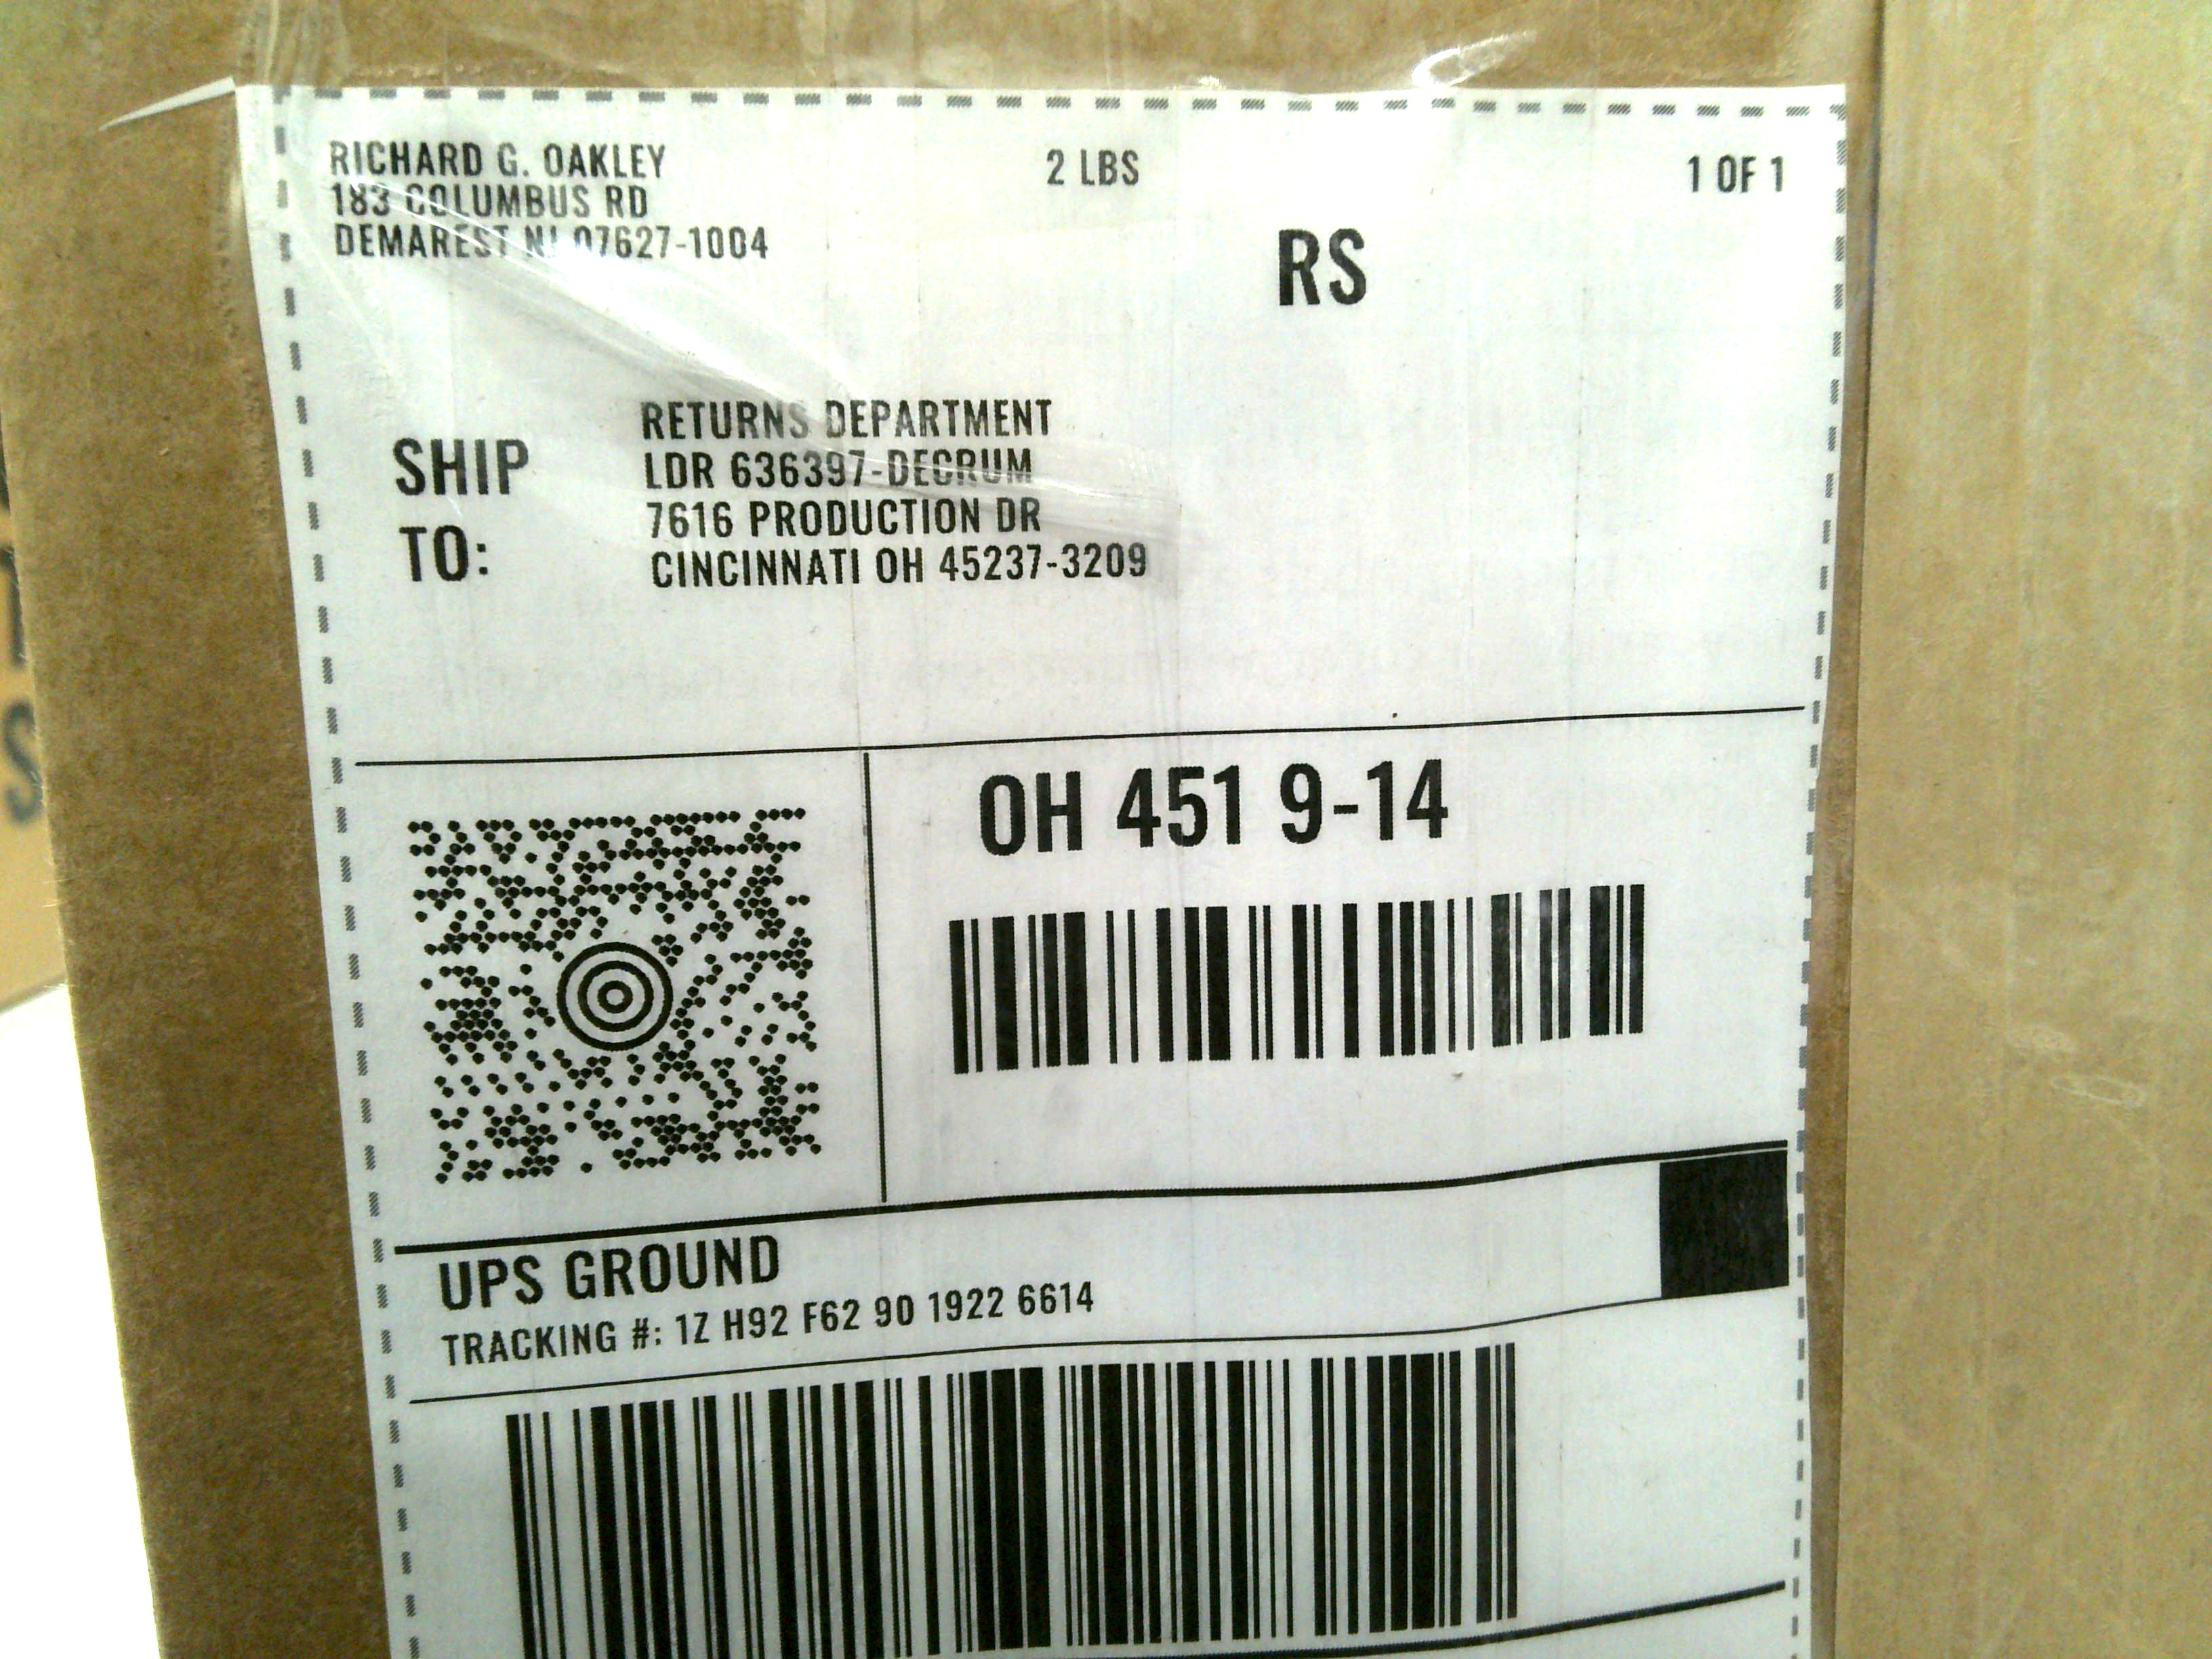 RICHARD G. OAKLEY
183 COLUMBUS RD
DEMAREST NJ 07627-1004
2 LBS
1 OF 1
RS
SHIP TO:
RETURNS DEPARTMENT
LDR 636397-DECRUM
7616 PRODUCTION DR
CINCINNATI OH 45237-3209
OH 451 9-14
UPS GROUND
TRACKING #: 1Z H92 F62 90 1922 6614